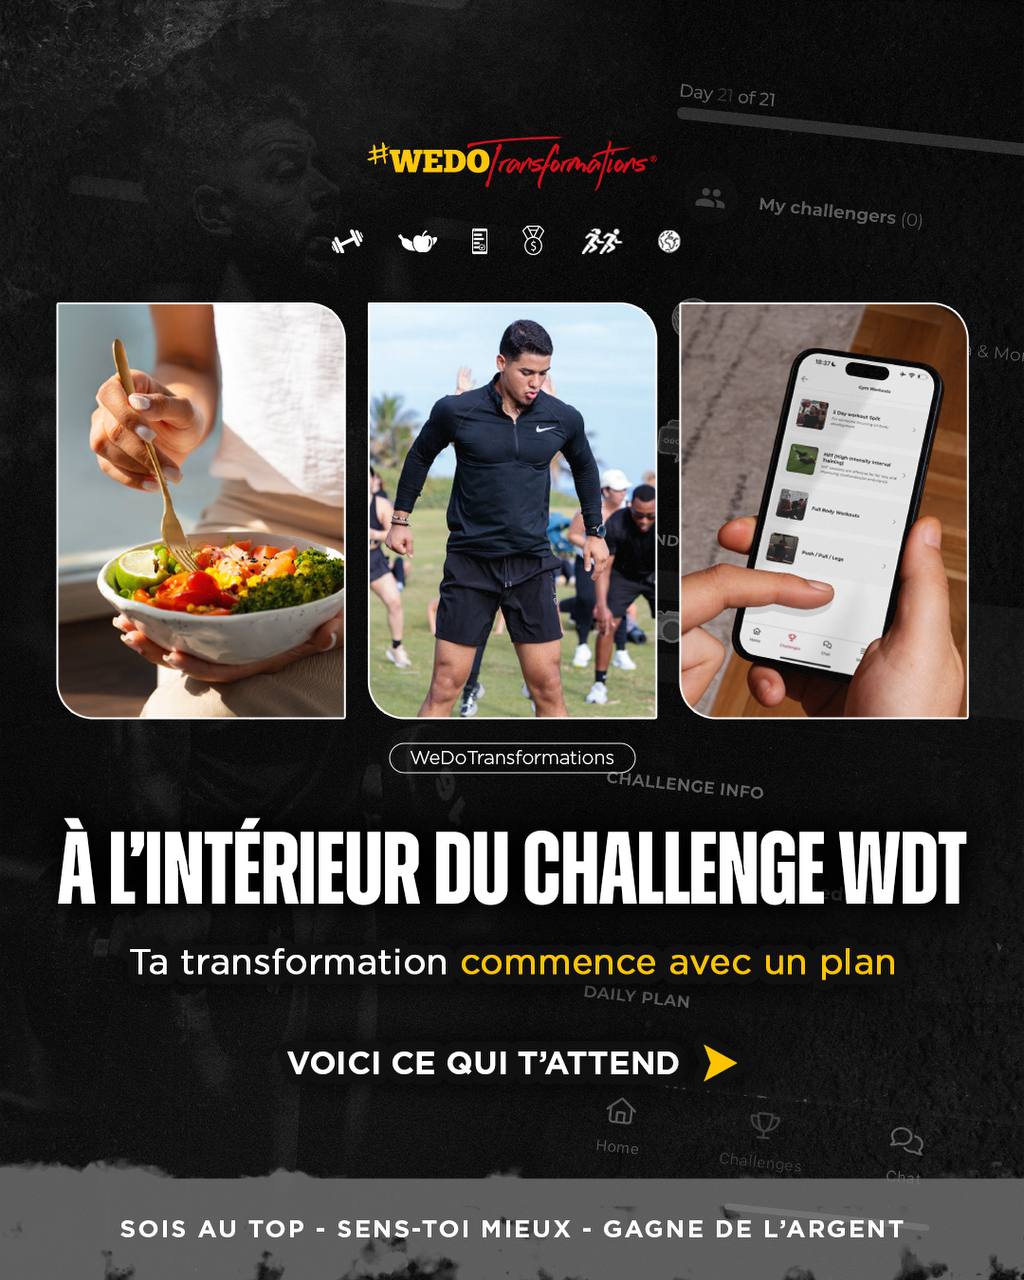 Day 21 of 21
#WEDOTransformations®
My challengers (0)
a & Mor
18:37
Gym Workouts
5 Day workout Split
HIIT (High Intensity Interval Training)
Full Body Workouts
Push / Pull / Legs
Home
Challenges
Chat
WeDoTransformations
CHALLENGE INFO
À L'INTÉRIEUR DU CHALLENGE WDT
Ta transformation commence avec un plan
DAILY PLAN
VOICI CE QUI T'ATTEND
Home
Challenges
Chat
SOIS AU TOP - SENS-TOI MIEUX - GAGNE DE L'ARGENT